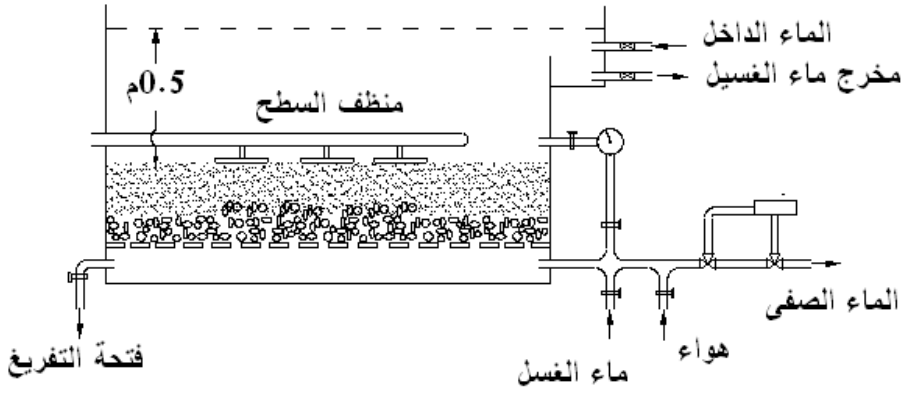 الماء الداخل
مخرج ماء الغسيل
0.5م
منظف السطح
الماء الصفى
هواء
ماء الغسل
فتحة التفريغ